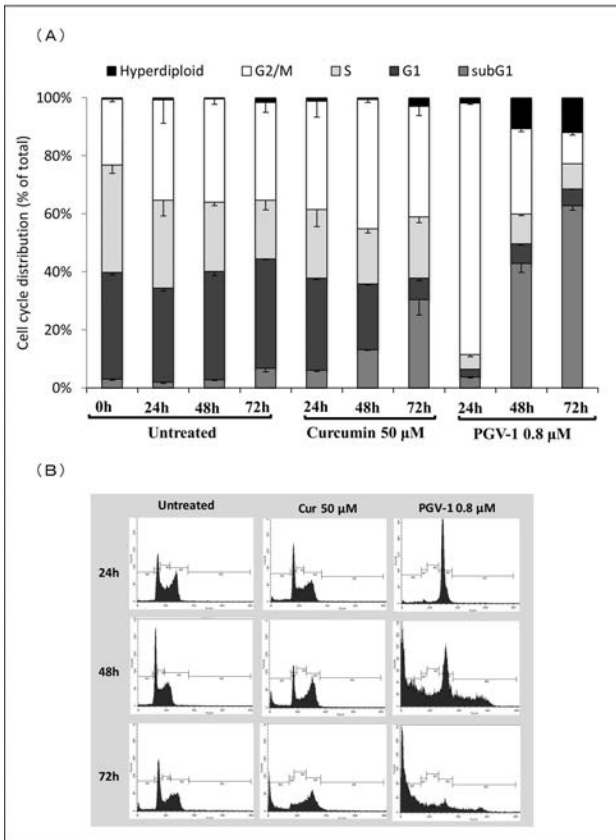 (A)
Hyperdiploid G2/M S G1 subG1
Cell cycle distribution (% of total)
100%
80%
60%
40%
20%
0%
0h 24h 48h 72h 24h 48h 72h 24h 48h 72h
Untreated Curcumin 50 µM PGV-1 0.8 µM
(B)
Untreated Cur 50 µM PGV-1 0.8 µM
24h
48h
72h